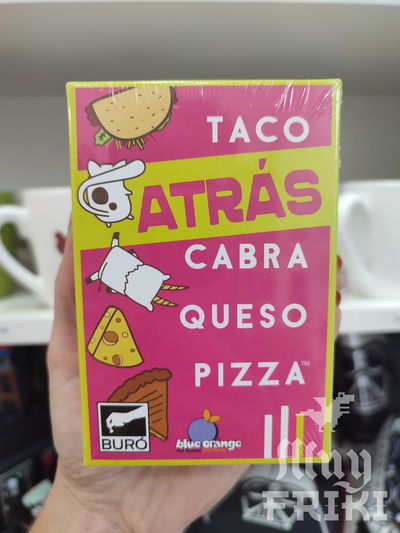 TACO
ATRÁS
CABRA
QUESO
PIZZA™
BURÓ
blue orange
Muy
FRIKI